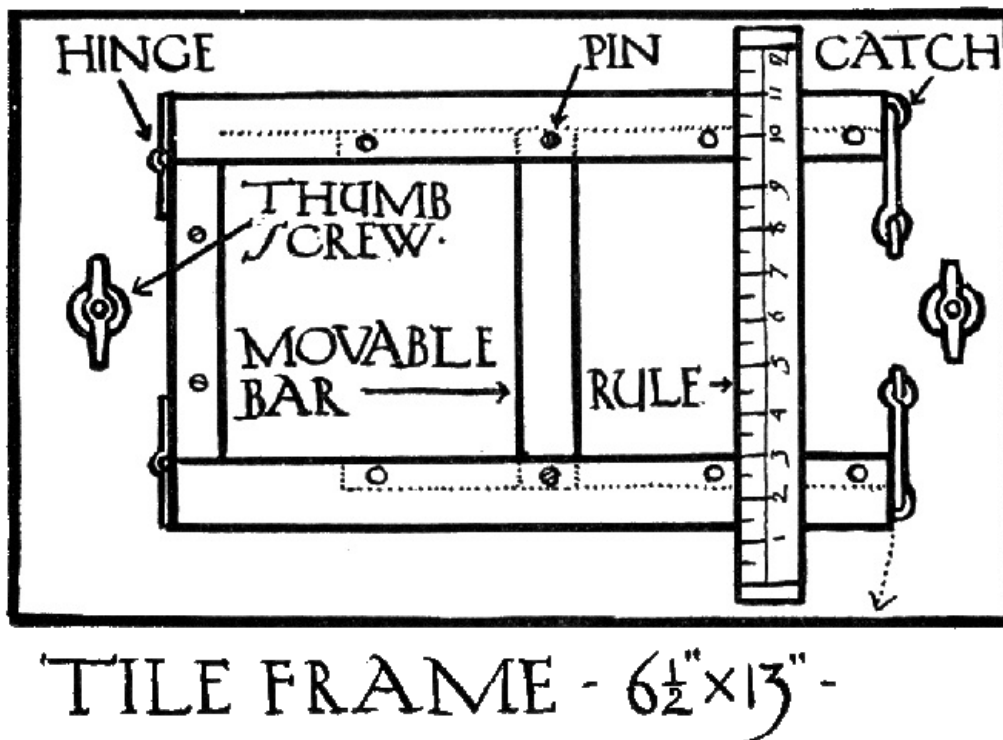 HINGE
PIN
CATCH
THUMB
SCREW.
MOVABLE
BAR
RULE
12
11
10
9
8
7
6
5
4
3
2
1
TILE FRAME - 6½" × 13" -